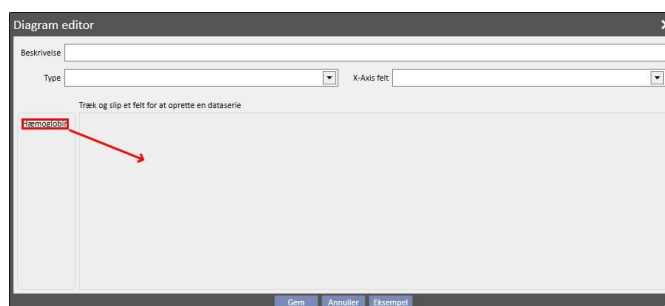 Diagram editor
Beskrivelse
Type X-Axis felt
Træk og slip et felt for at oprette en dataserie
Hæmoglobin
Gem Annuller Eksempel